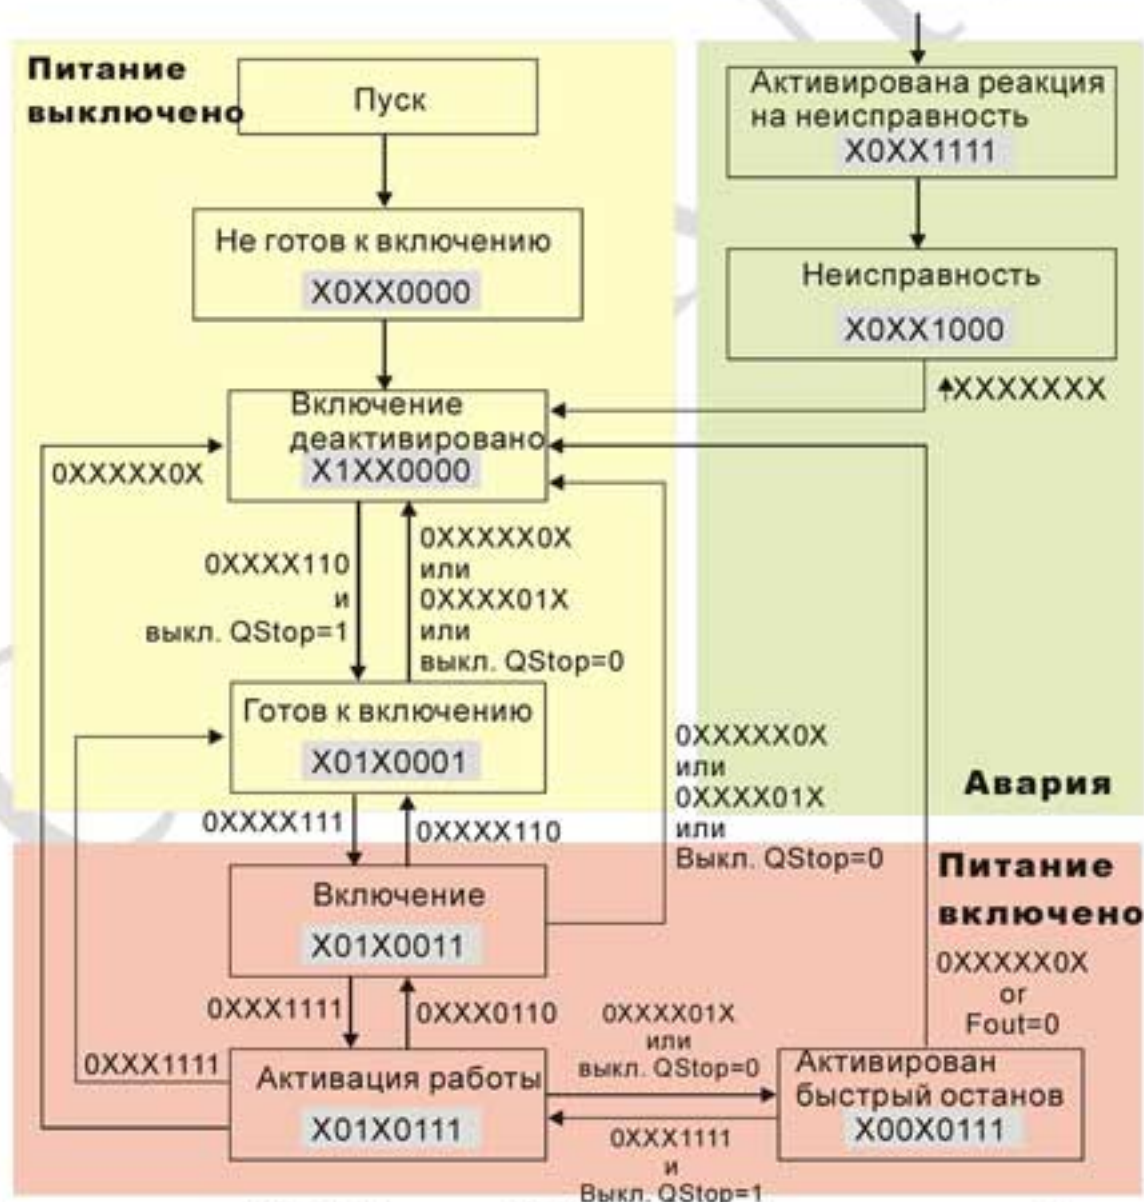 Питание
выключено
Пуск
Не готов к включению
X0XX0000
Включение
деактивировано
X1XX0000
0XXXXX0X
0XXXX110
и
выкл. QStop=1
0XXXXX0X
или
0XXXX01X
или
выкл. QStop=0
Готов к включению
X01X0001
0XXXX111
0XXXX110
Активирована реакция
на неисправность
X0XX1111
Неисправность
X0XX1000
XXXXXXX
Авария
0XXXXX0X
или
0XXXX01X
или
Выкл. QStop=0
Питание
включено
Включение
X01X0011
0XXX1111
0XXX0110
0XXX1111
Активация работы
X01X0111
0XXXX01X
или
выкл. QStop=0
0XXXXX0X
or
Fout=0
Активирован
быстрый останов
X00X0111
0XXX1111
и
Выкл. QStop=1